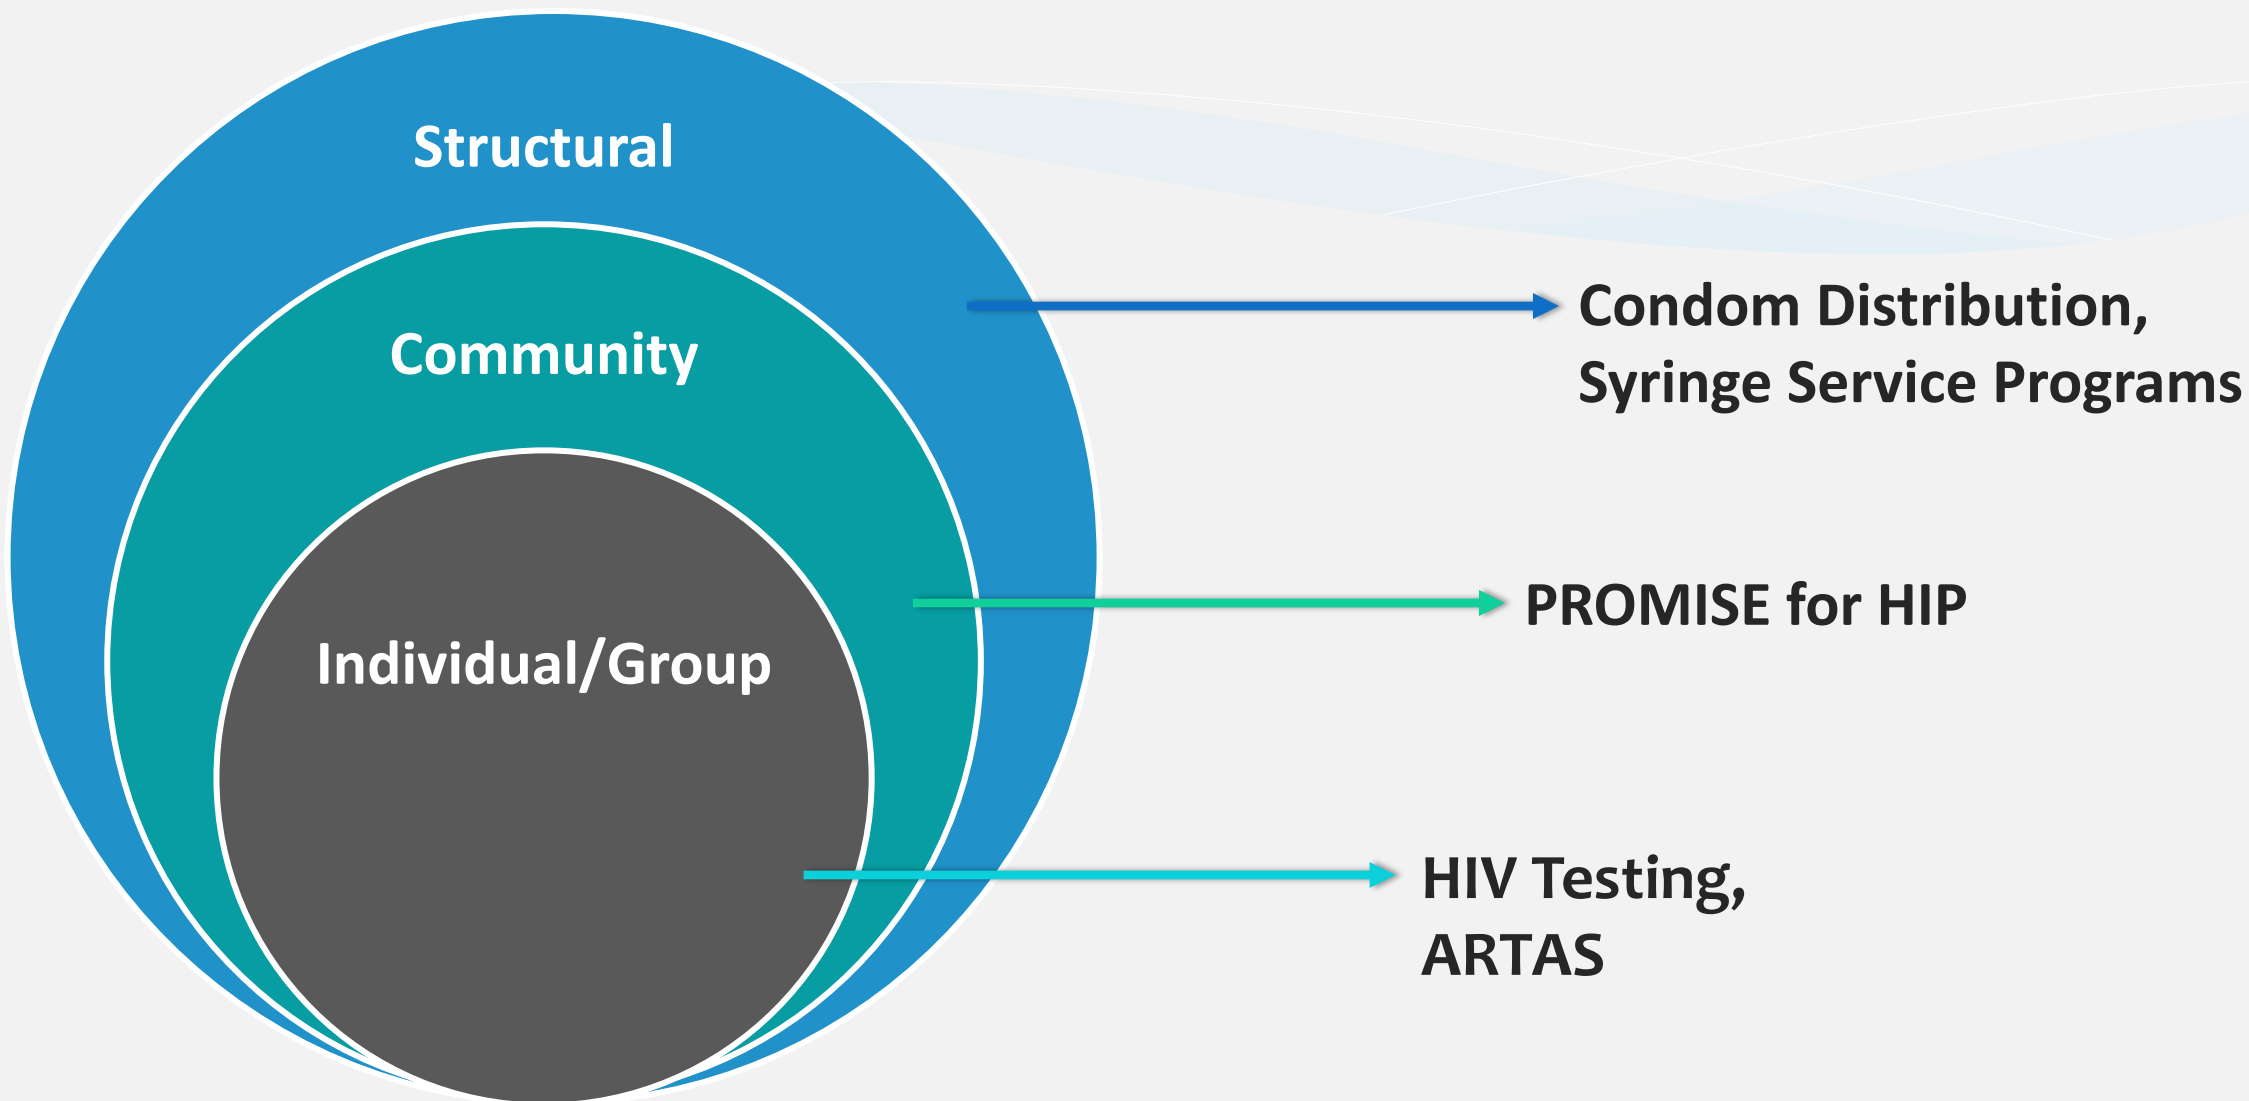 Structural
Community
Individual/Group
Condom Distribution,
Syringe Service Programs
PROMISE for HIP
HIV Testing,
ARTAS